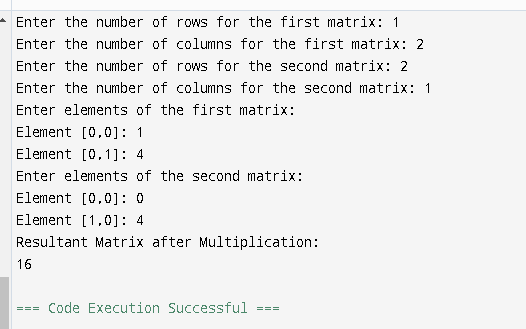 Enter the number of rows for the first matrix: 1
Enter the number of columns for the first matrix: 2
Enter the number of rows for the second matrix: 2
Enter the number of columns for the second matrix: 1
Enter elements of the first matrix:
Element [0,0]: 1
Element [0,1]: 4
Enter elements of the second matrix:
Element [0,0]: 0
Element [1,0]: 4
Resultant Matrix after Multiplication:
16
=== Code Execution Successful ===